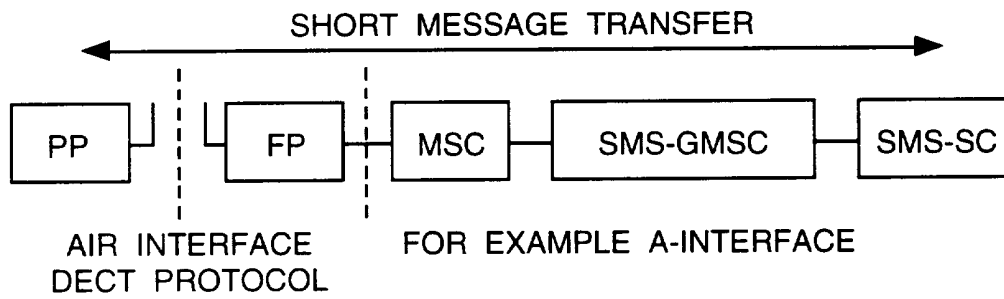 SHORT MESSAGE TRANSFER
PP
FP
MSC
SMS-GMSC
SMS-SC
AIR INTERFACE
DECT PROTOCOL
FOR EXAMPLE A-INTERFACE